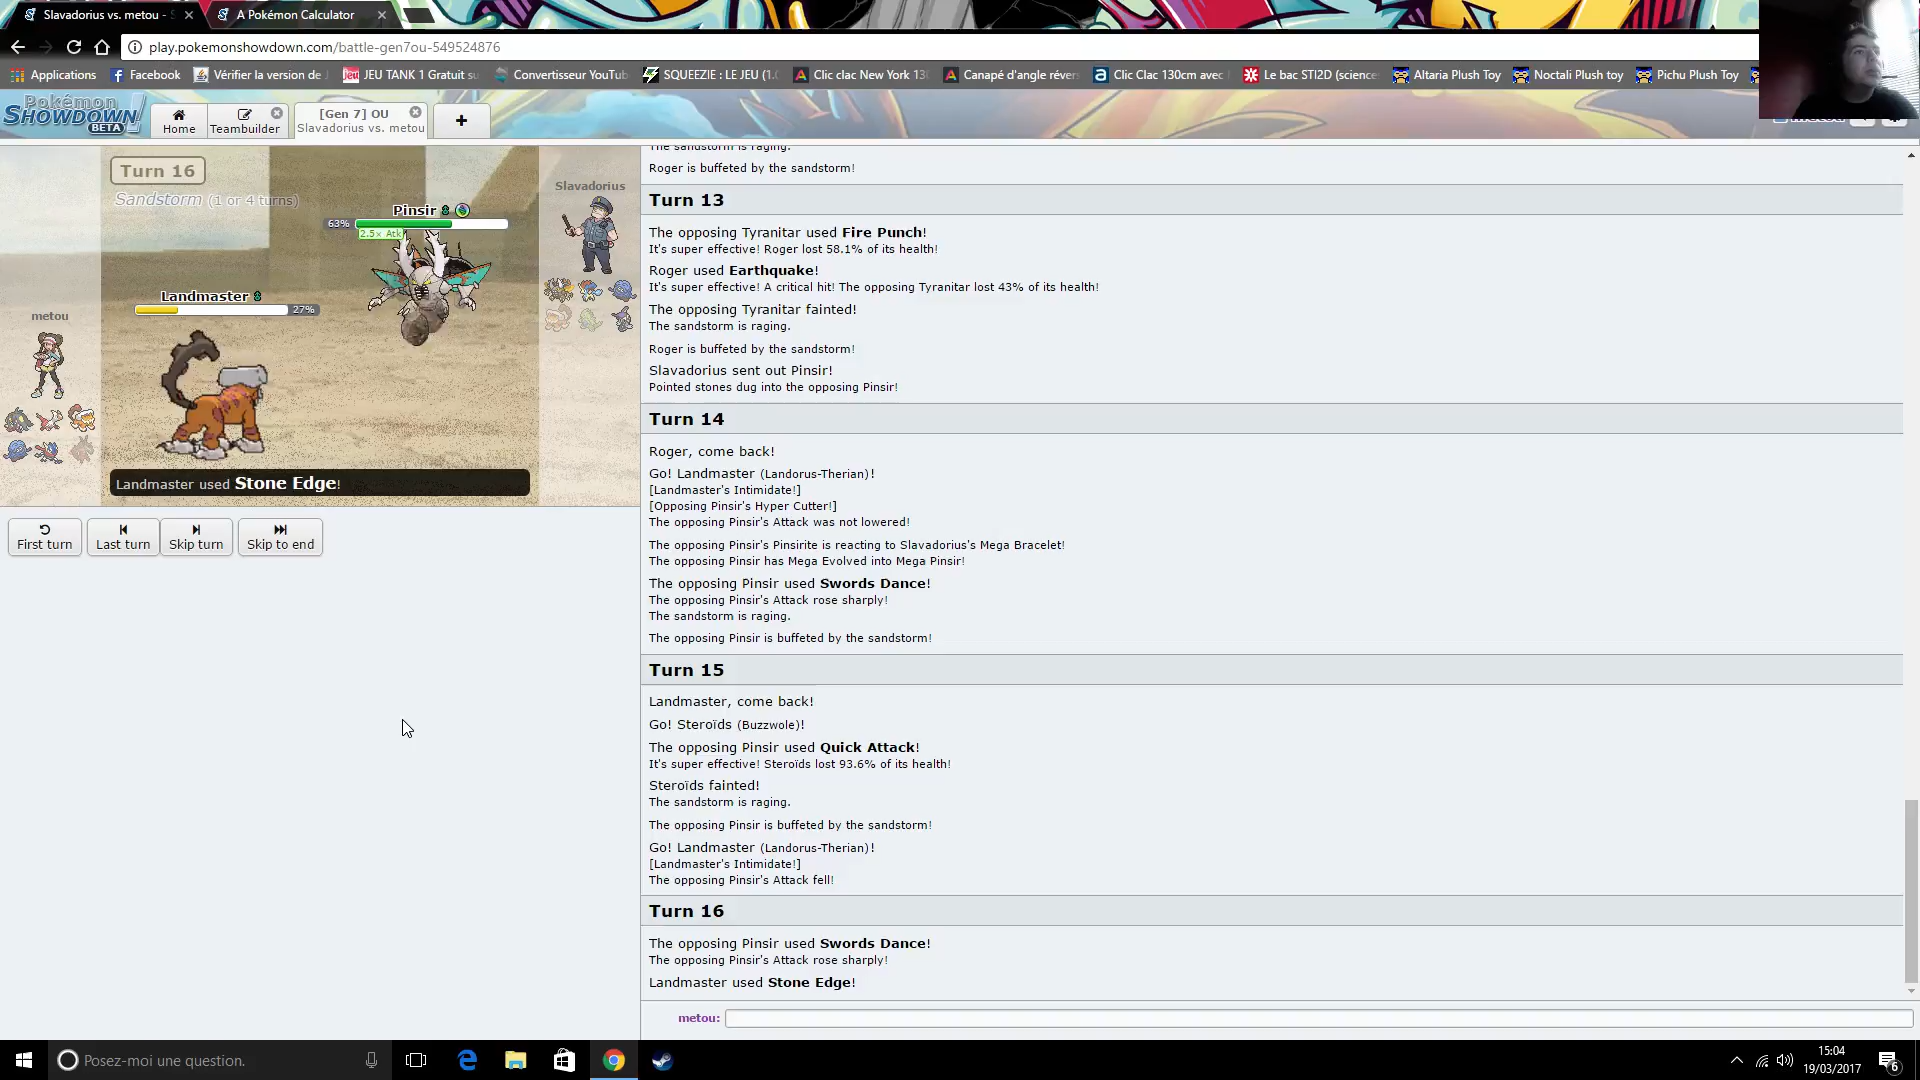 Slavadorius vs. metou - S
A Pokémon Calculator
play.pokemonshowdown.com/battle-gen7ou-549524876
Applications
Facebook
Vérifier la version de J
JEU TANK 1 Gratuit su
Convertisseur YouTub
SQUEEZIE : LE JEU (1.0
Clic clac New York 13
Canapé d'angle révers
Clic Clac 130cm avec
Le bac STI2D (science
Altaria Plush Toy
Noctali Plush toy
Pichu Plush Toy
Pokémon
SHOWDOWN!
BETA
Home
Teambuilder
[Gen 7] OU
Slavadorius vs. metou
Turn 16
Sandstorm (1 or 4 turns)
Slavadorius
Pinsir
63%
2.5× Atk
Landmaster
27%
metou
Landmaster used Stone Edge!
First turn
Last turn
Skip turn
Skip to end
The sandstorm is raging.
Roger is buffeted by the sandstorm!
Turn 13
The opposing Tyranitar used Fire Punch!
It's super effective! Roger lost 58.1% of its health!
Roger used Earthquake!
It's super effective! A critical hit! The opposing Tyranitar lost 43% of its health!
The opposing Tyranitar fainted!
The sandstorm is raging.
Roger is buffeted by the sandstorm!
Slavadorius sent out Pinsir!
Pointed stones dug into the opposing Pinsir!
Turn 14
Roger, come back!
Go! Landmaster (Landorus-Therian)!
[Landmaster's Intimidate!]
[Opposing Pinsir's Hyper Cutter!]
The opposing Pinsir's Attack was not lowered!
The opposing Pinsir's Pinsirite is reacting to Slavadorius's Mega Bracelet!
The opposing Pinsir has Mega Evolved into Mega Pinsir!
The opposing Pinsir used Swords Dance!
The opposing Pinsir's Attack rose sharply!
The sandstorm is raging.
The opposing Pinsir is buffeted by the sandstorm!
Turn 15
Landmaster, come back!
Go! Steroïds (Buzzwole)!
The opposing Pinsir used Quick Attack!
It's super effective! Steroïds lost 93.6% of its health!
Steroïds fainted!
The sandstorm is raging.
The opposing Pinsir is buffeted by the sandstorm!
Go! Landmaster (Landorus-Therian)!
[Landmaster's Intimidate!]
The opposing Pinsir's Attack fell!
Turn 16
The opposing Pinsir used Swords Dance!
The opposing Pinsir's Attack rose sharply!
Landmaster used Stone Edge!
metou:
Posez-moi une question.
15:04
19/03/2017
6